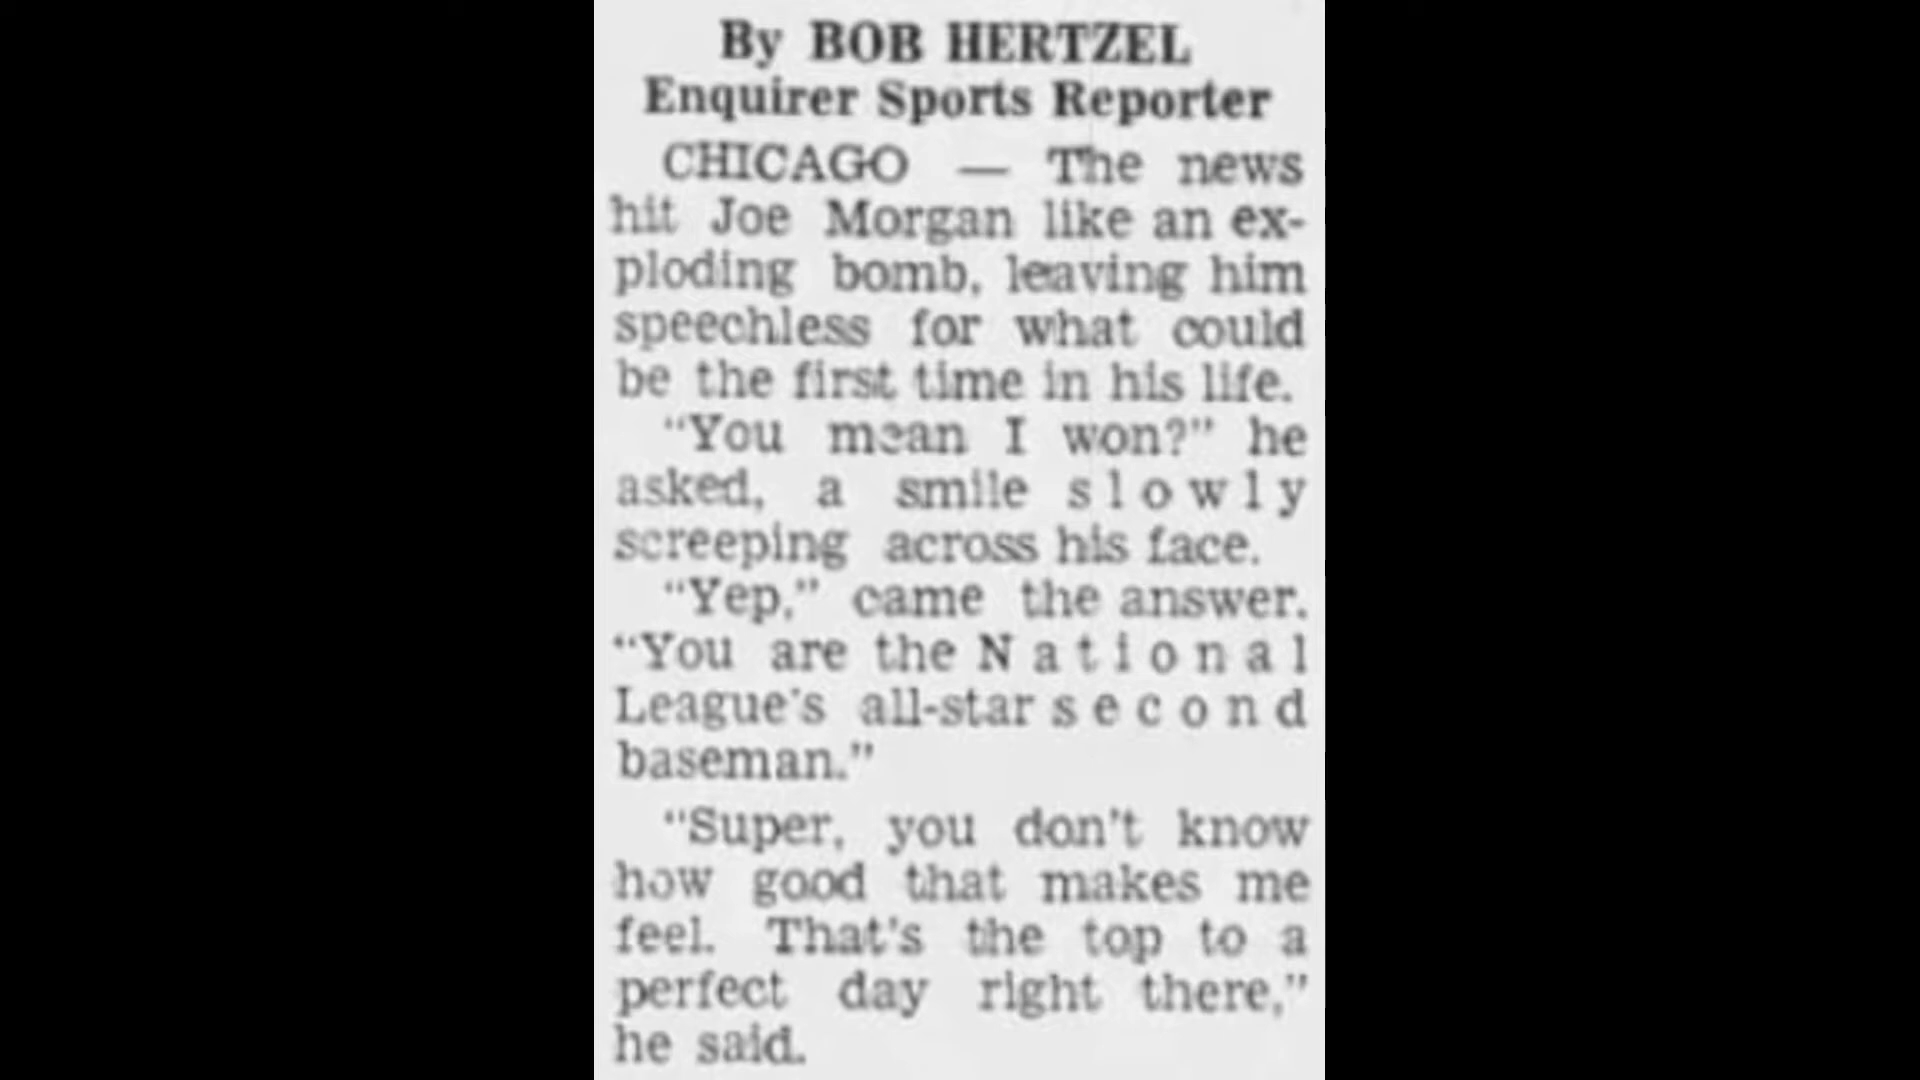 By BOB HERTZEL
Enquirer Sports Reporter
CHICAGO — The news
hit Joe Morgan like an ex-
ploding bomb, leaving him
speechless for what could
be the first time in his life.
"You mean I won?" he
asked, a smile slowly
screeping across his face.
"Yep," came the answer.
"You are the National
League's all-star second
baseman."
"Super, you don't know
how good that makes me
feel. That's the top to a
perfect day right there,"
he said.